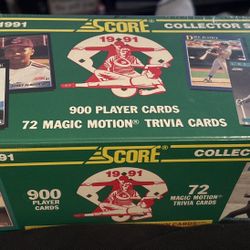 1991
SCORE
COLLECTOR
1991
900 PLAYER CARDS
72 MAGIC MOTION® TRIVIA CARDS
1991
SCORE
COLLEC
1991
900
PLAYER
CARDS
72
MAGIC MOTION®
TRIVIA CARDS